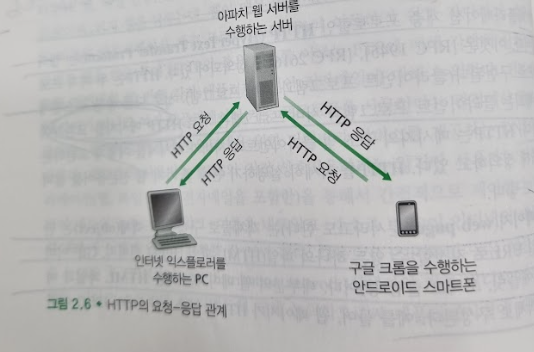 아파치 웹 서버를
수행하는 서버
HTTP 요청
HTTP 응답
HTTP 응답
HTTP 요청
인터넷 익스플로러를
수행하는 PC
구글 크롬을 수행하는
안드로이드 스마트폰
그림 2.6 • HTTP의 요청-응답 관계